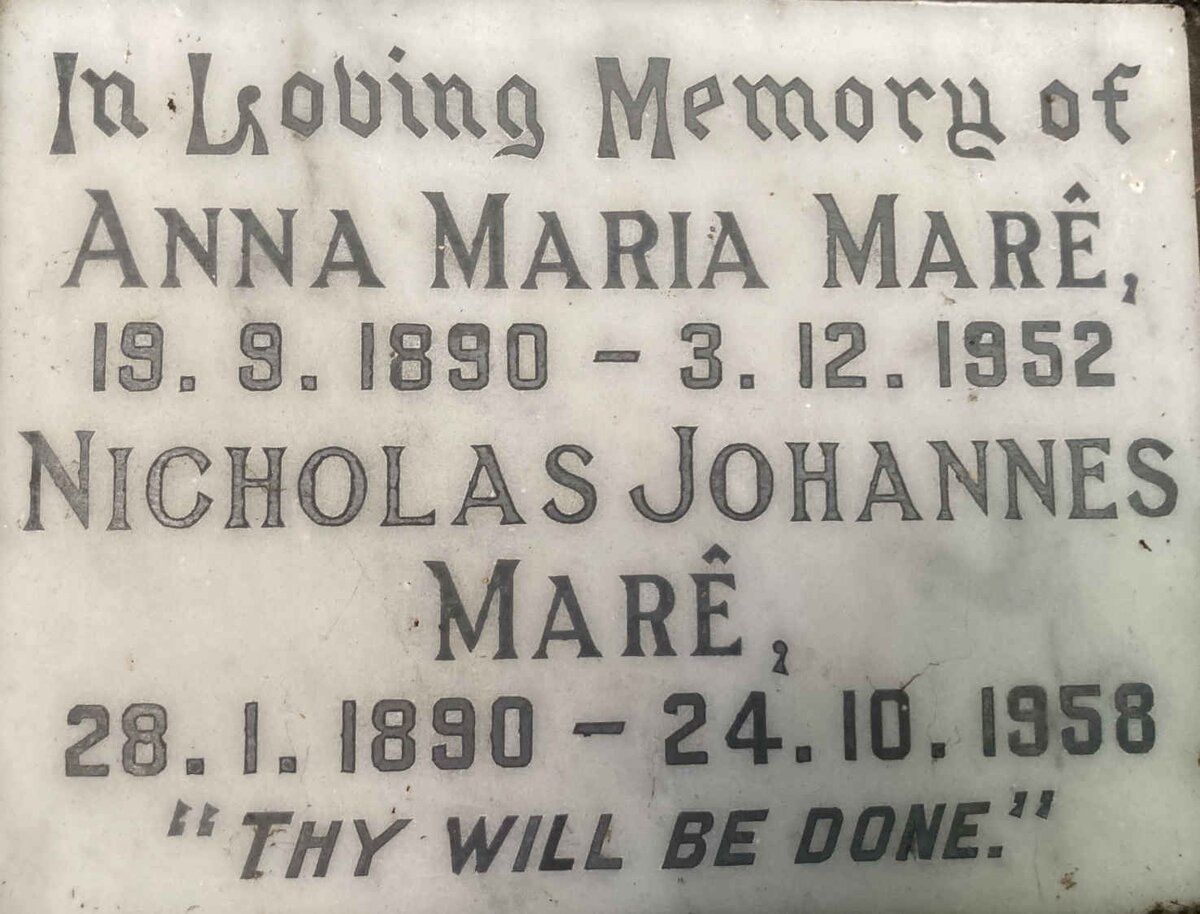 In Loving Memory of
ANNA MARIA MARÊ,
19. 9. 1890 – 3. 12. 1952
NICHOLAS JOHANNES
MARÊ,
28. 1. 1890 – 24. 10. 1958
“THY WILL BE DONE.”